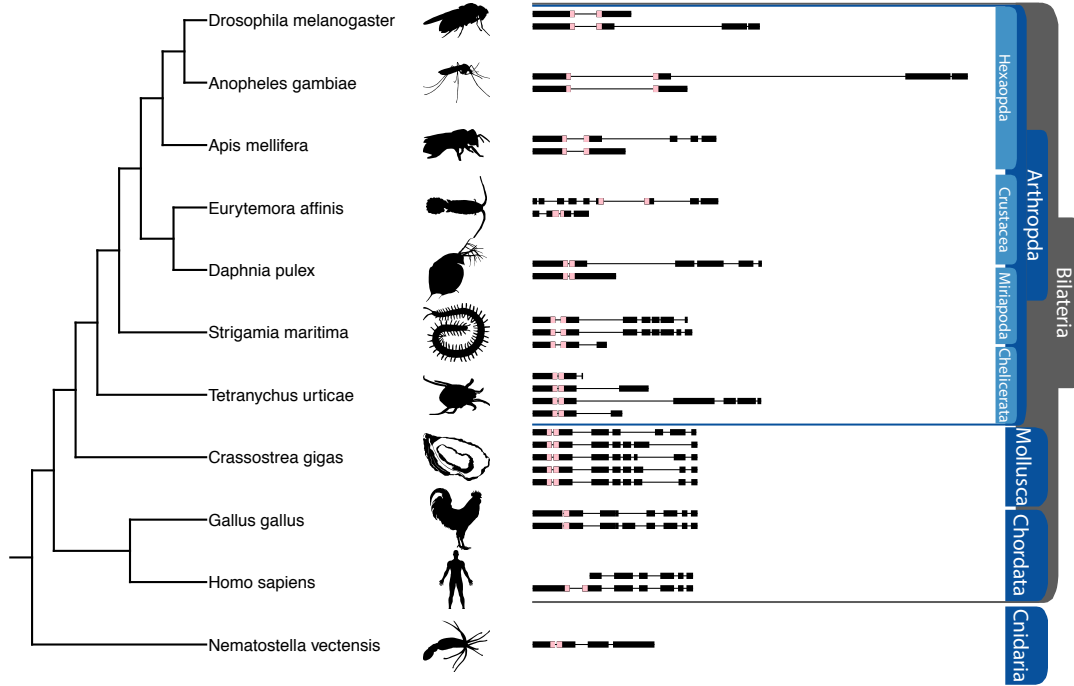 Drosophila melanogaster
Anopheles gambiae
Apis mellifera
Eurytemora affinis
Daphnia pulex
Strigamia maritima
Tetranychus urticae
Crassostrea gigas
Gallus gallus
Homo sapiens
Nematostella vectensis
Hexaopda
Crustacea
Miriapoda
Chelicerata
Arthropda
Mollusca
Chordata
Cnidaria
Bilateria